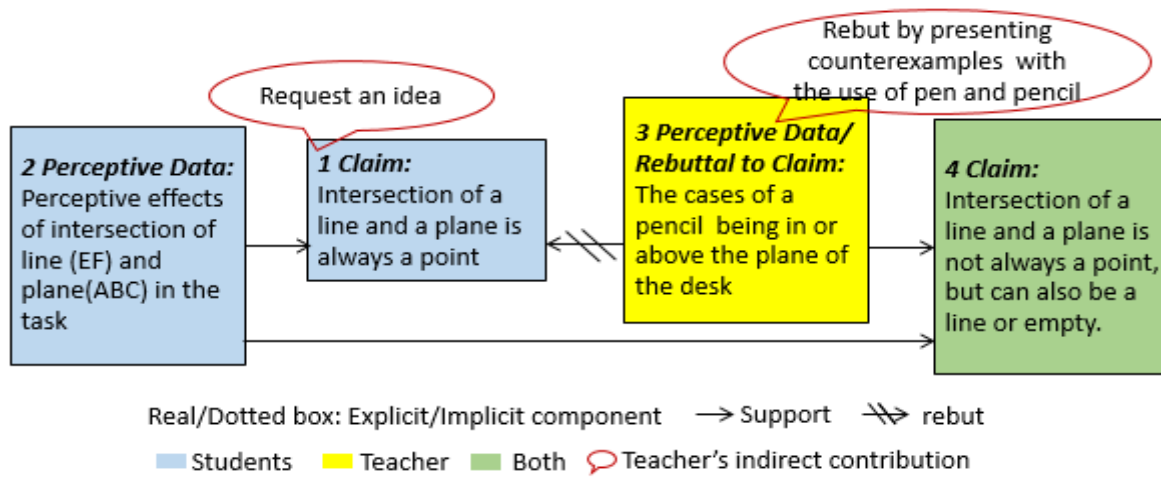 Request an idea
Rebut by presenting
counterexamples with
the use of pen and pencil
2 Perceptive Data:
Perceptive effects
of intersection of
line (EF) and
plane(ABC) in the
task
1 Claim:
Intersection of a
line and a plane is
always a point
3 Perceptive Data/
Rebuttal to Claim:
The cases of a
pencil being in or
above the plane of
the desk
4 Claim:
Intersection of a
line and a plane is
not always a point,
but can also be a
line or empty.
Real/Dotted box: Explicit/Implicit component Support rebut
Students Teacher Both Teacher's indirect contribution